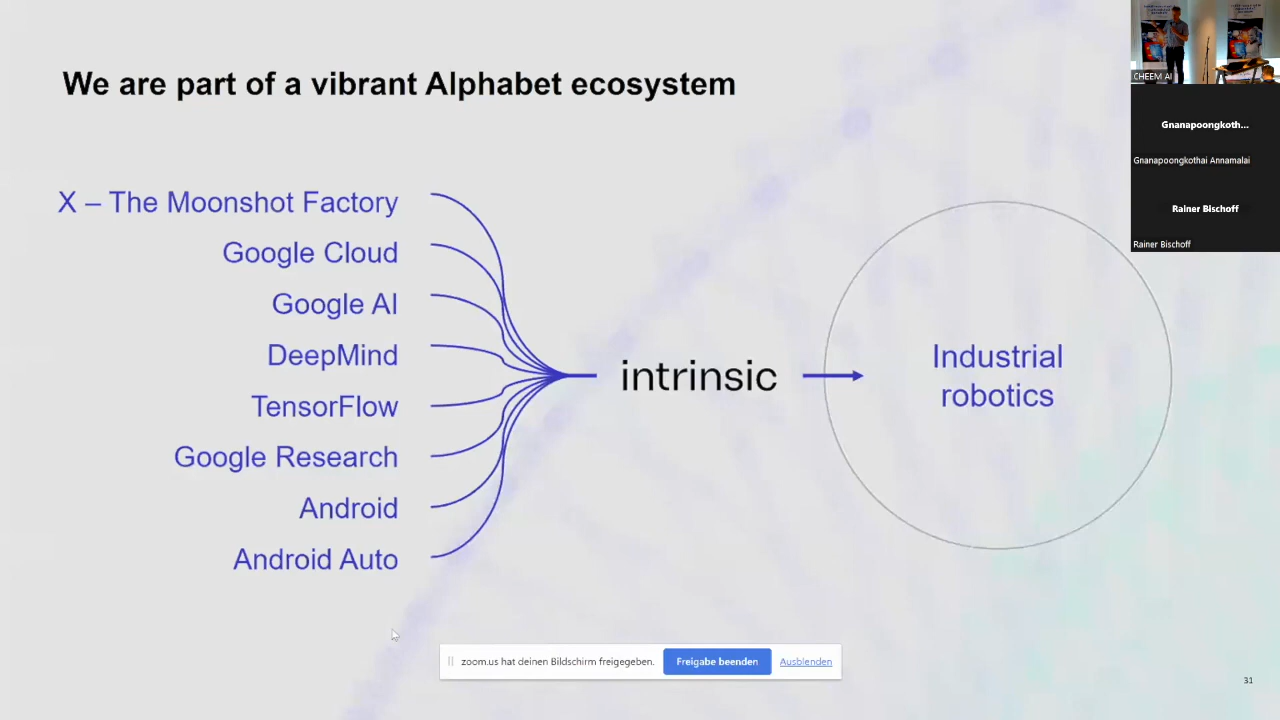 We are part of a vibrant Alphabet ecosystem
X – The Moonshot Factory
Google Cloud
Google AI
DeepMind
TensorFlow
Google Research
Android
Android Auto
intrinsic
Industrial
robotics
CHEEM AI
Gnanapoongkoth...
Gnanapoongkothai Annamalai
Rainer Bischoff
Rainer Bischoff
zoom.us hat deinen Bildschirm freigegeben.
Freigabe beenden
Ausblenden
31